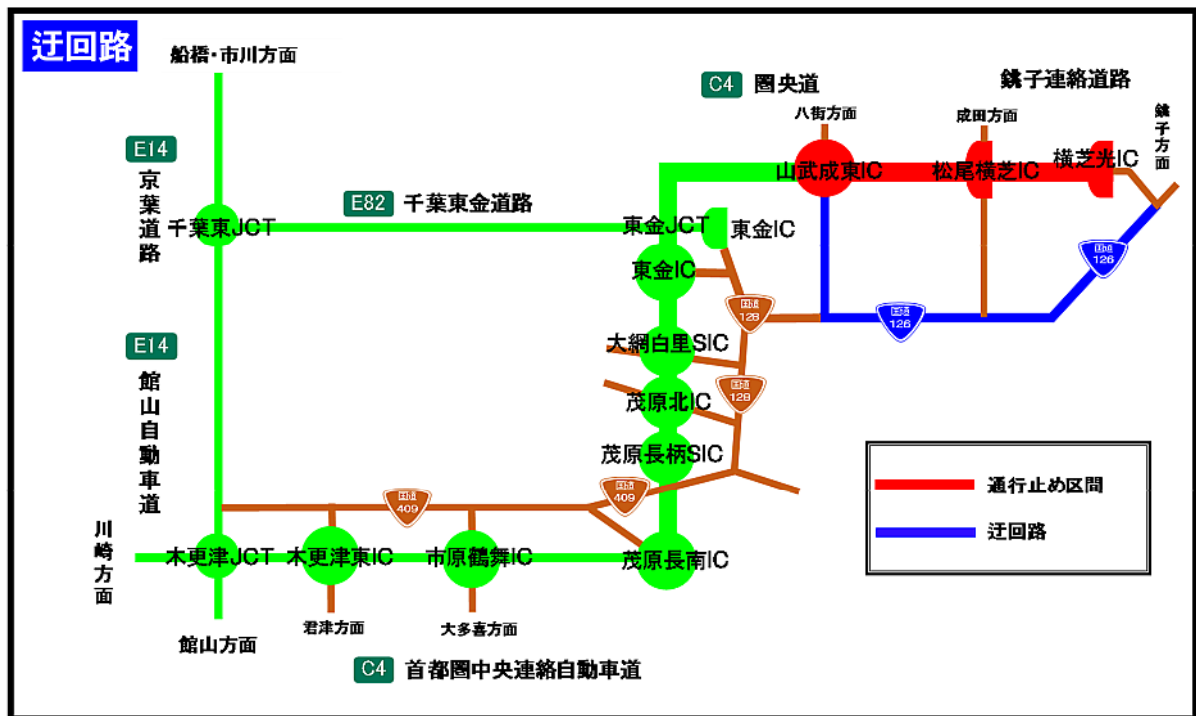 迂回路
船橋・市川方面
C4 圏央道
銚子連絡道路
八街方面
成田方面
銚子方面
E14
京葉道路
山武成東IC
松尾横芝IC
横芝光IC
E82 千葉東金道路
千葉東JCT
東金JCT
東金IC
東金IC
国道
126
国道
128
国道
126
E14
館山自動車道
大網白里SIC
国道
128
茂原北IC
茂原長柄SIC
国道
409
国道
409
通行止め区間
迂回路
川崎方面
木更津JCT
木更津東IC
市原鶴舞IC
茂原長南IC
館山方面
君津方面
大多喜方面
C4 首都圏中央連絡自動車道